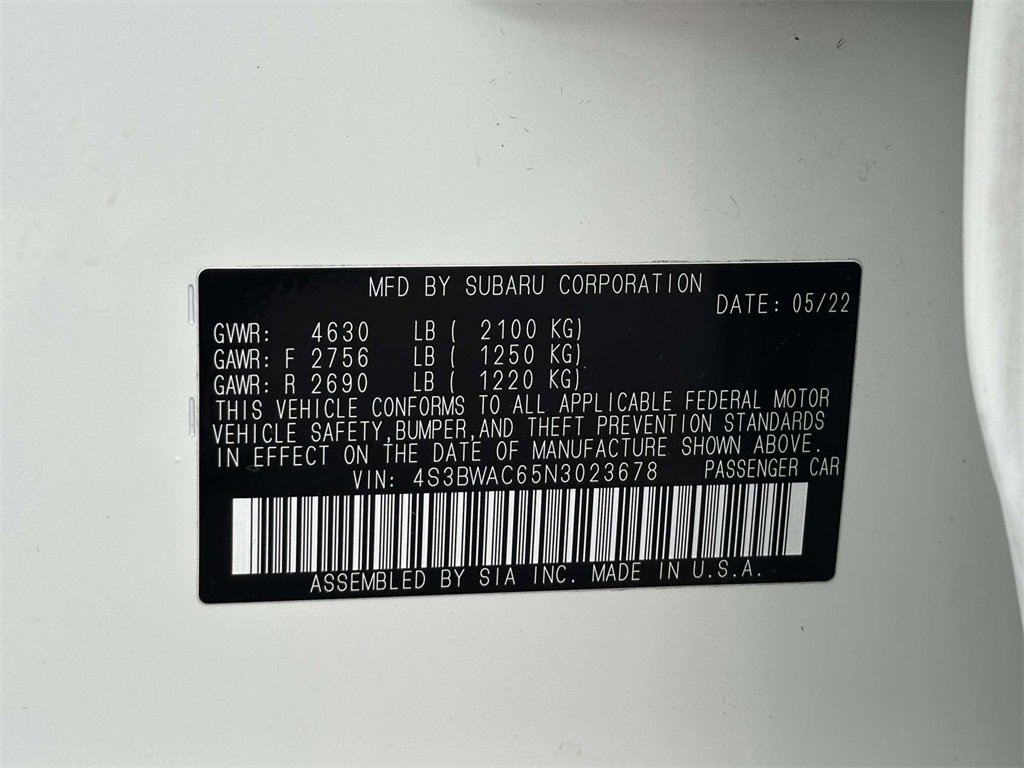 MFD BY SUBARU CORPORATION
DATE: 05/22
GVWR: 4630 LB ( 2100 KG)
GAWR: F 2756 LB ( 1250 KG)
GAWR: R 2690 LB ( 1220 KG)
THIS VEHICLE CONFORMS TO ALL APPLICABLE FEDERAL MOTOR
VEHICLE SAFETY,BUMPER,AND THEFT PREVENTION STANDARDS
IN EFFECT ON THE DATE OF MANUFACTURE SHOWN ABOVE.
VIN: 4S3BWAC65N3023678 PASSENGER CAR
ASSEMBLED BY SIA INC. MADE IN U.S.A.